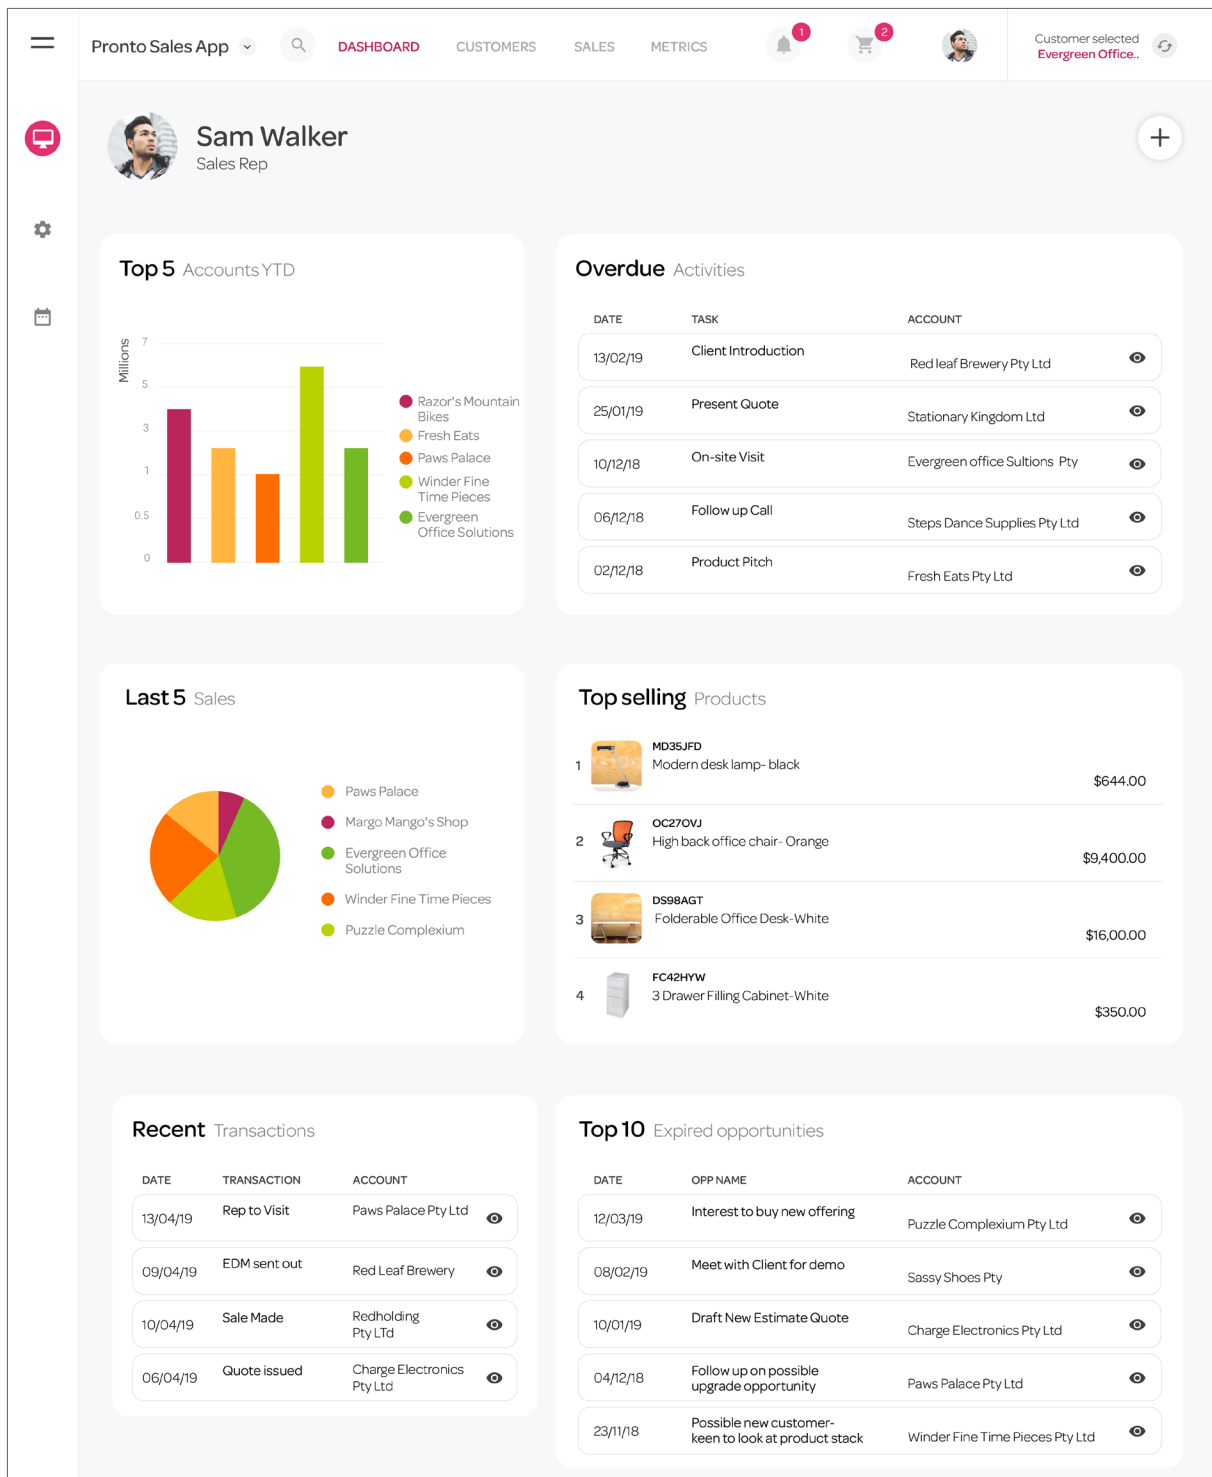 Pronto Sales App
DASHBOARD
CUSTOMERS
SALES
METRICS
1
2
Customer selected
Evergreen Office..
Sam Walker
Sales Rep
Top 5 Accounts YTD
Millions
7
5
3
1
0.5
0
Razor's Mountain
Bikes
Fresh Eats
Paws Palace
Winder Fine
Time Pieces
Evergreen
Office Solutions
Overdue Activities
DATE TASK ACCOUNT
13/02/19 Client Introduction Red leaf Brewery Pty Ltd
25/01/19 Present Quote Stationary Kingdom Ltd
10/12/18 On-site Visit Evergreen office Sultions Pty
06/12/18 Follow up Call Steps Dance Supplies Pty Ltd
02/12/18 Product Pitch Fresh Eats Pty Ltd
Last 5 Sales
Paws Palace
Margo Mango's Shop
Evergreen Office
Solutions
Winder Fine Time Pieces
Puzzle Complexium
Top selling Products
1
MD35JFD
Modern desk lamp- black
$644.00
2
OC27OVJ
High back office chair- Orange
$9,400.00
3
DS98AGT
Folderable Office Desk-White
$16,00.00
4
FC42HYW
3 Drawer Filling Cabinet-White
$350.00
Recent Transactions
DATE TRANSACTION ACCOUNT
13/04/19 Rep to Visit Paws Palace Pty Ltd
09/04/19 EDM sent out Red Leaf Brewery
10/04/19 Sale Made Redholding
Pty LTd
06/04/19 Quote issued Charge Electronics
Pty Ltd
Top 10 Expired opportunities
DATE OPP NAME ACCOUNT
12/03/19 Interest to buy new offering Puzzle Complexium Pty Ltd
08/02/19 Meet with Client for demo Sassy Shoes Pty
10/01/19 Draft New Estimate Quote Charge Electronics Pty Ltd
04/12/18 Follow up on possible
upgrade opportunity Paws Palace Pty Ltd
23/11/18 Possible new customer-
keen to look at product stack Winder Fine Time Pieces Pty Ltd